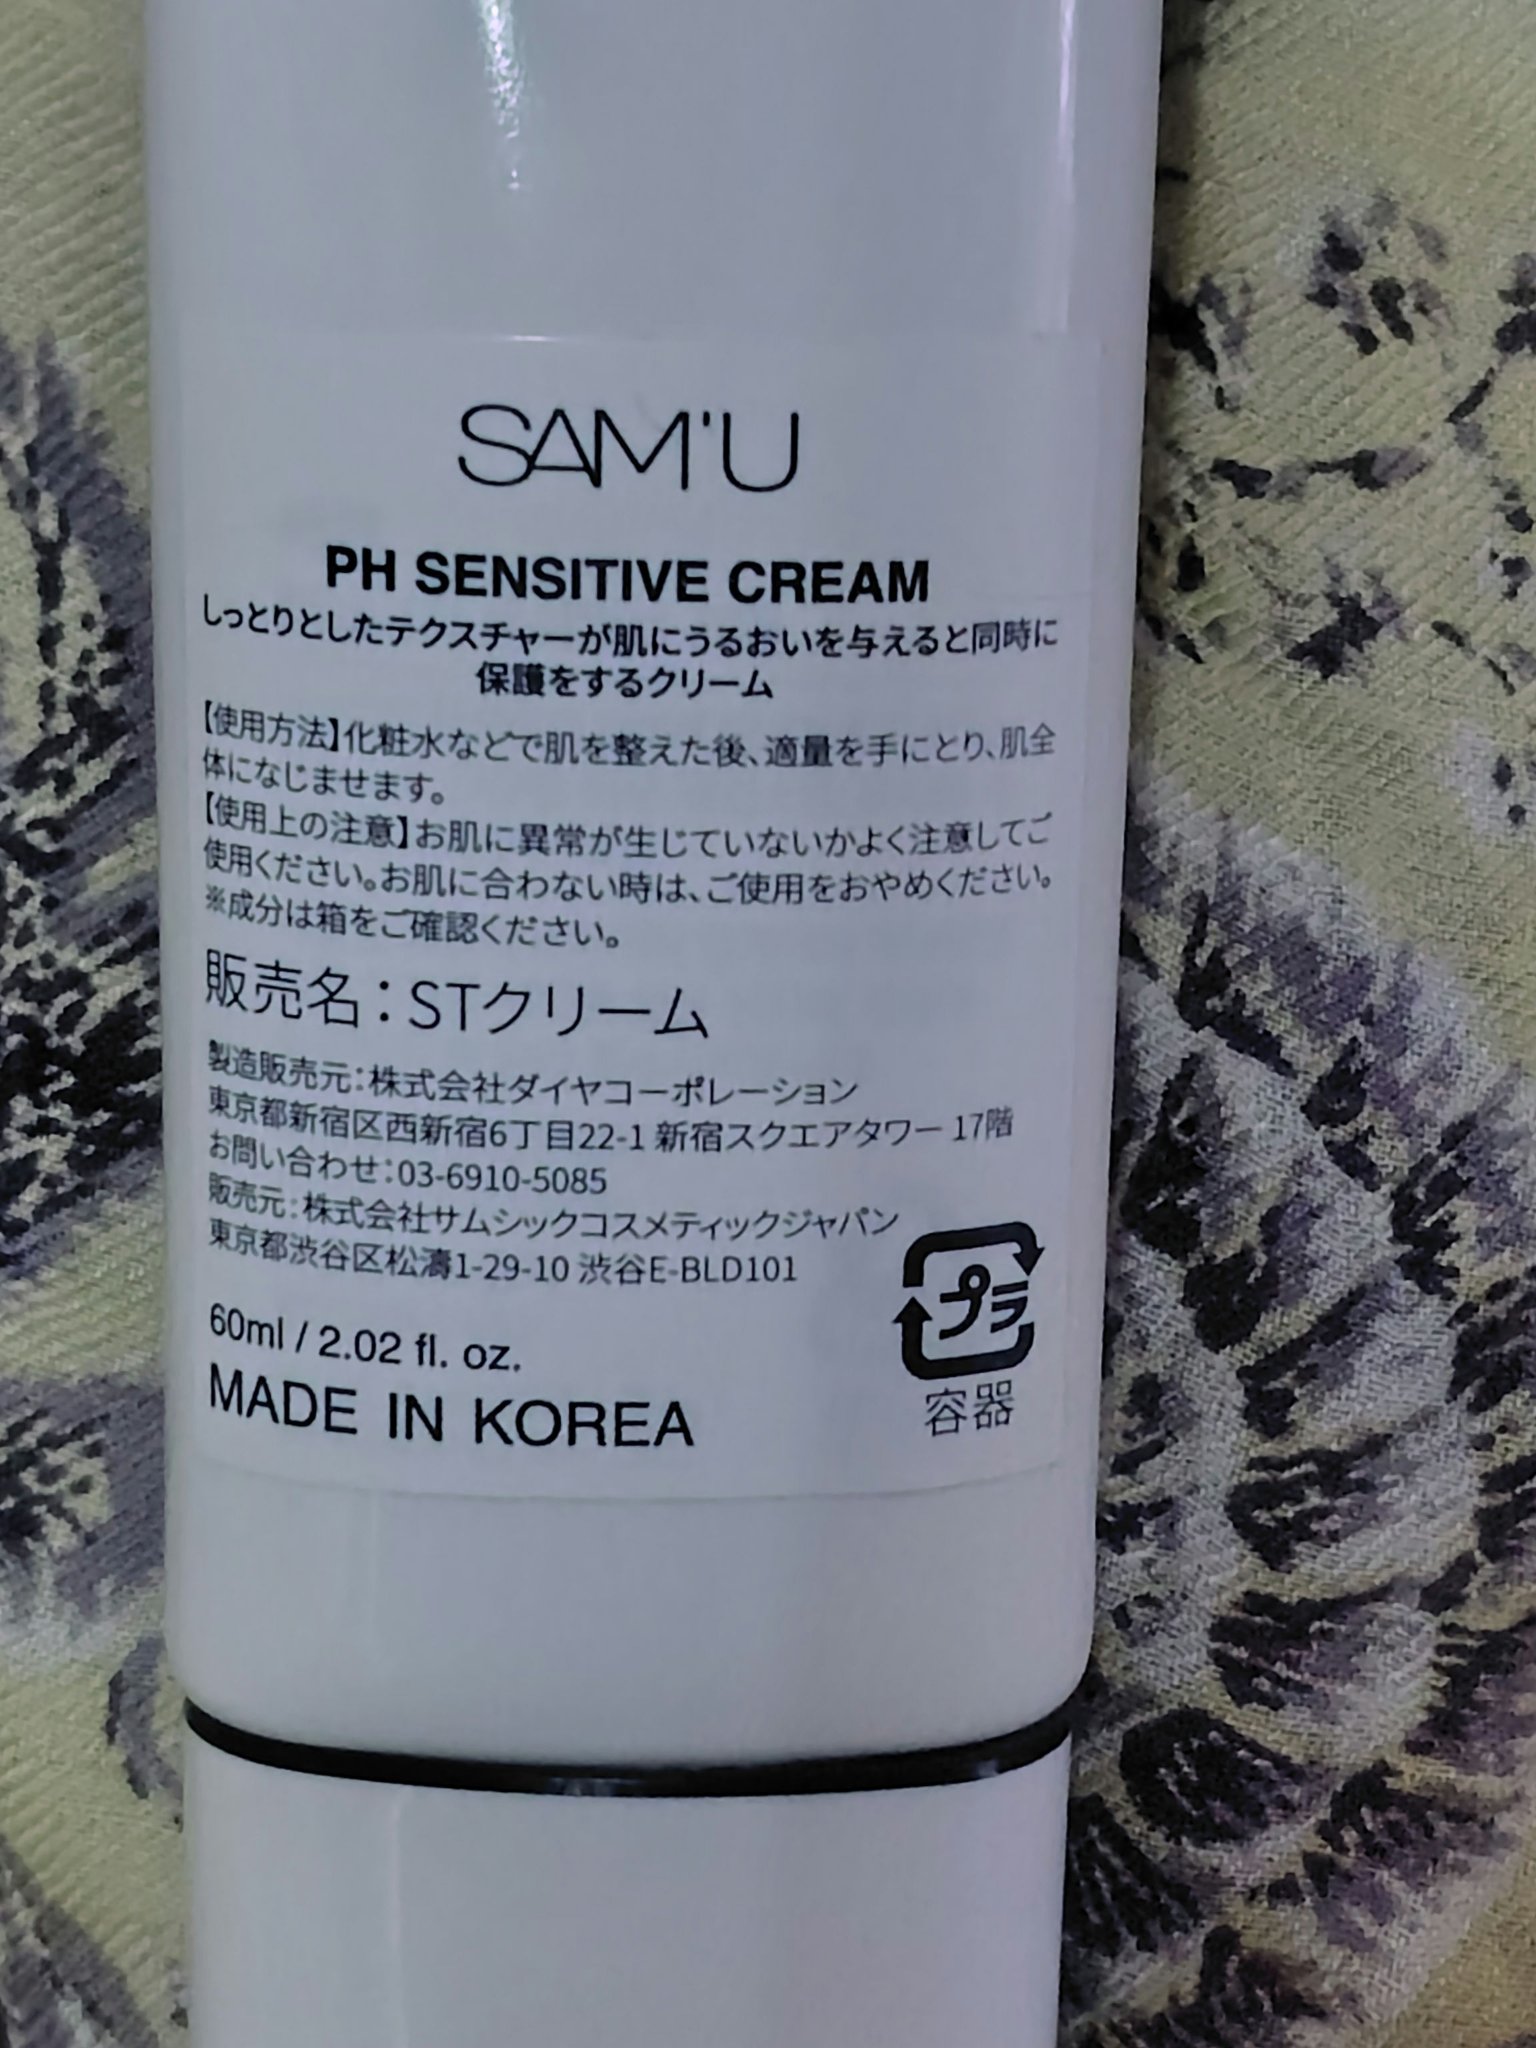 SAM'U
PH SENSITIVE CREAM
しっとりとしたテクスチャーが肌にうるおいを与えると同時に
保護をするクリーム
【使用方法】化粧水などで肌を整えた後、適量を手にとり、肌全
体になじませます。
【使用上の注意】お肌に異常が生じていないかよく注意してご
使用ください。お肌に合わない時は、ご使用をおやめください。
※成分は箱をご確認ください。
販売名：STクリーム
製造販売元：株式会社ダイヤコーポレーション
東京都新宿区西新宿6丁目22-1 新宿スクエアタワー 17階
お問い合わせ：03-6910-5085
販売元：株式会社サムシックコスメティックジャパン
東京都渋谷区松濤1-29-10 渋谷E-BLD101
60ml / 2.02 fl. oz.
MADE IN KOREA
プラ
容器